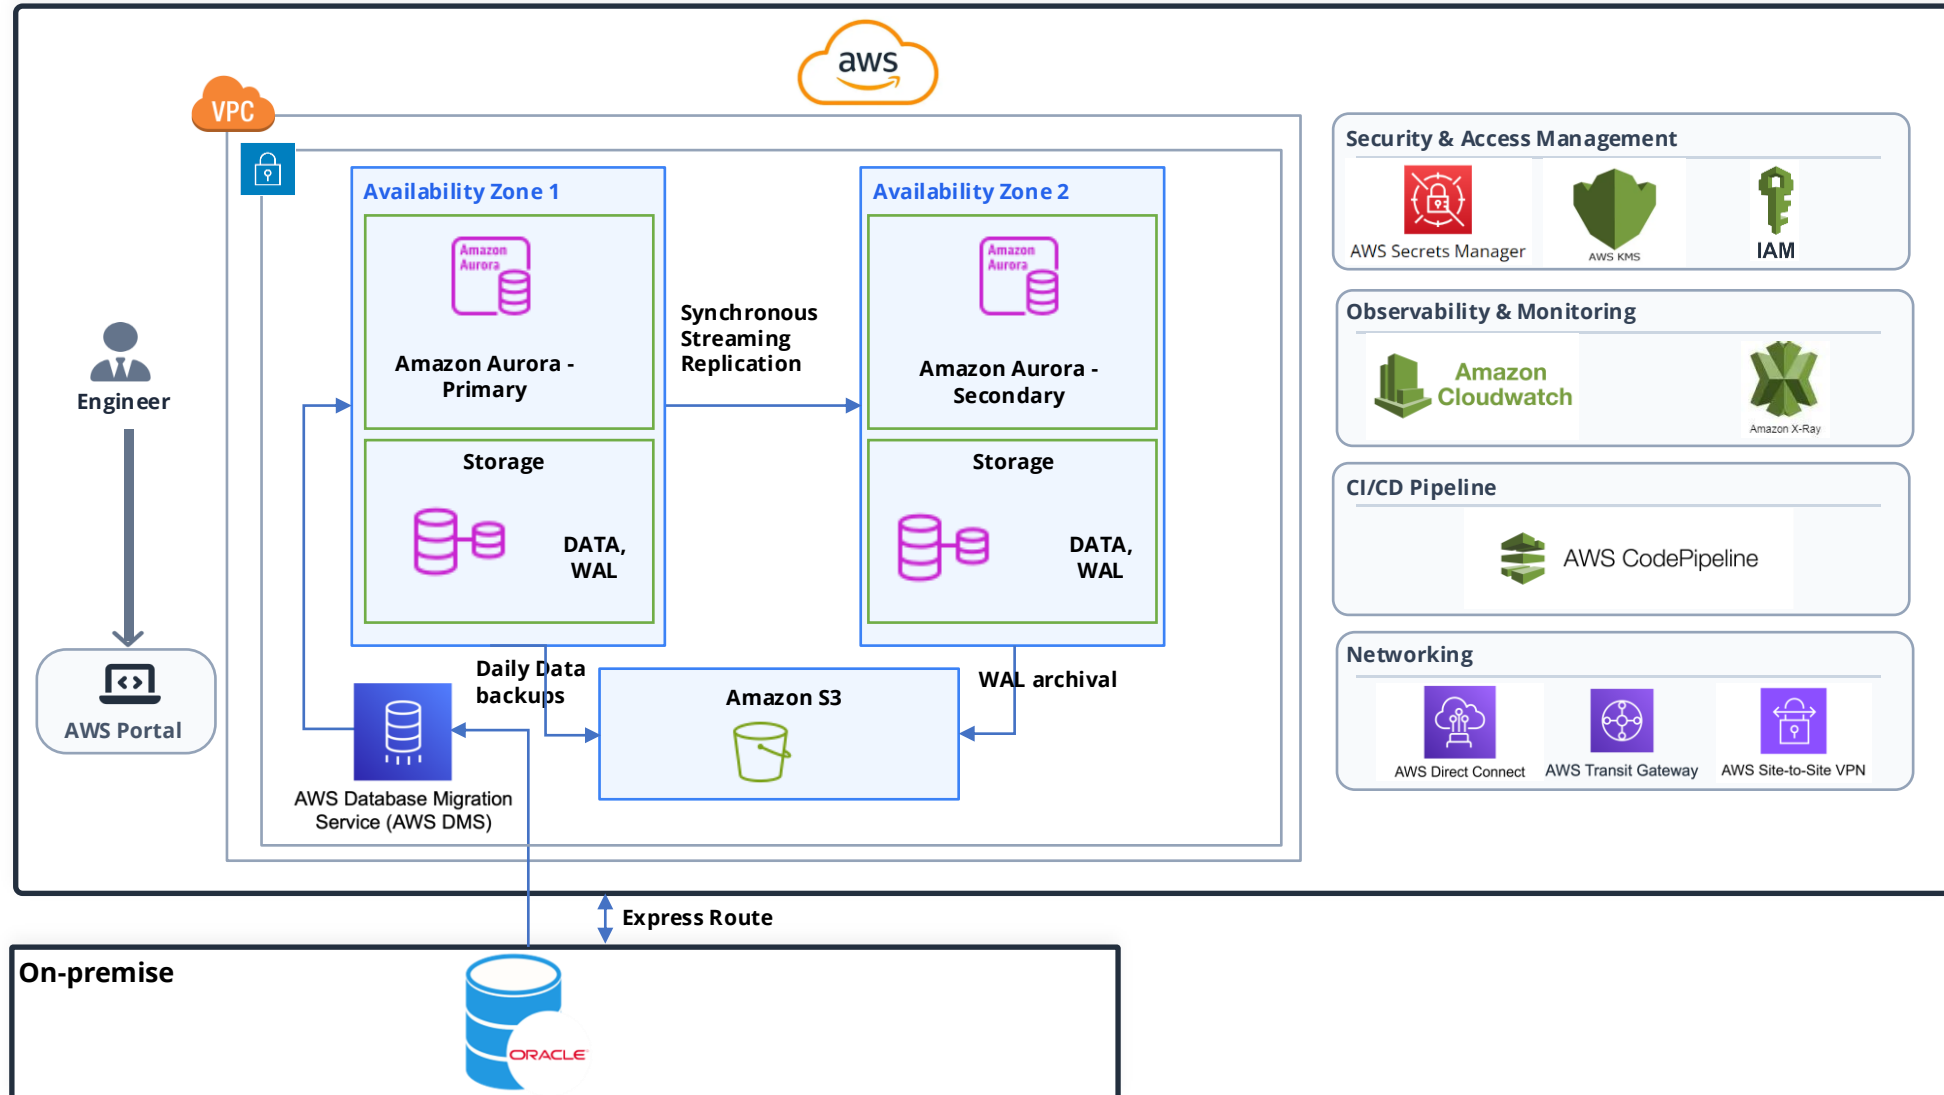 aws
VPC
Availability Zone 1
Amazon
Aurora
Amazon Aurora -
Primary
Storage
DATA,
WAL
Synchronous
Streaming
Replication
Availability Zone 2
Amazon
Aurora
Amazon Aurora -
Secondary
Storage
DATA,
WAL
Engineer
AWS Portal
Daily Data
backups
Amazon S3
WAL archival
AWS Database Migration
Service (AWS DMS)
Security & Access Management
AWS Secrets Manager
AWS KMS
IAM
Observability & Monitoring
Amazon
Cloudwatch
Amazon X-Ray
CI/CD Pipeline
AWS CodePipeline
Networking
AWS Direct Connect
AWS Transit Gateway
AWS Site-to-Site VPN
Express Route
On-premise
ORACLE